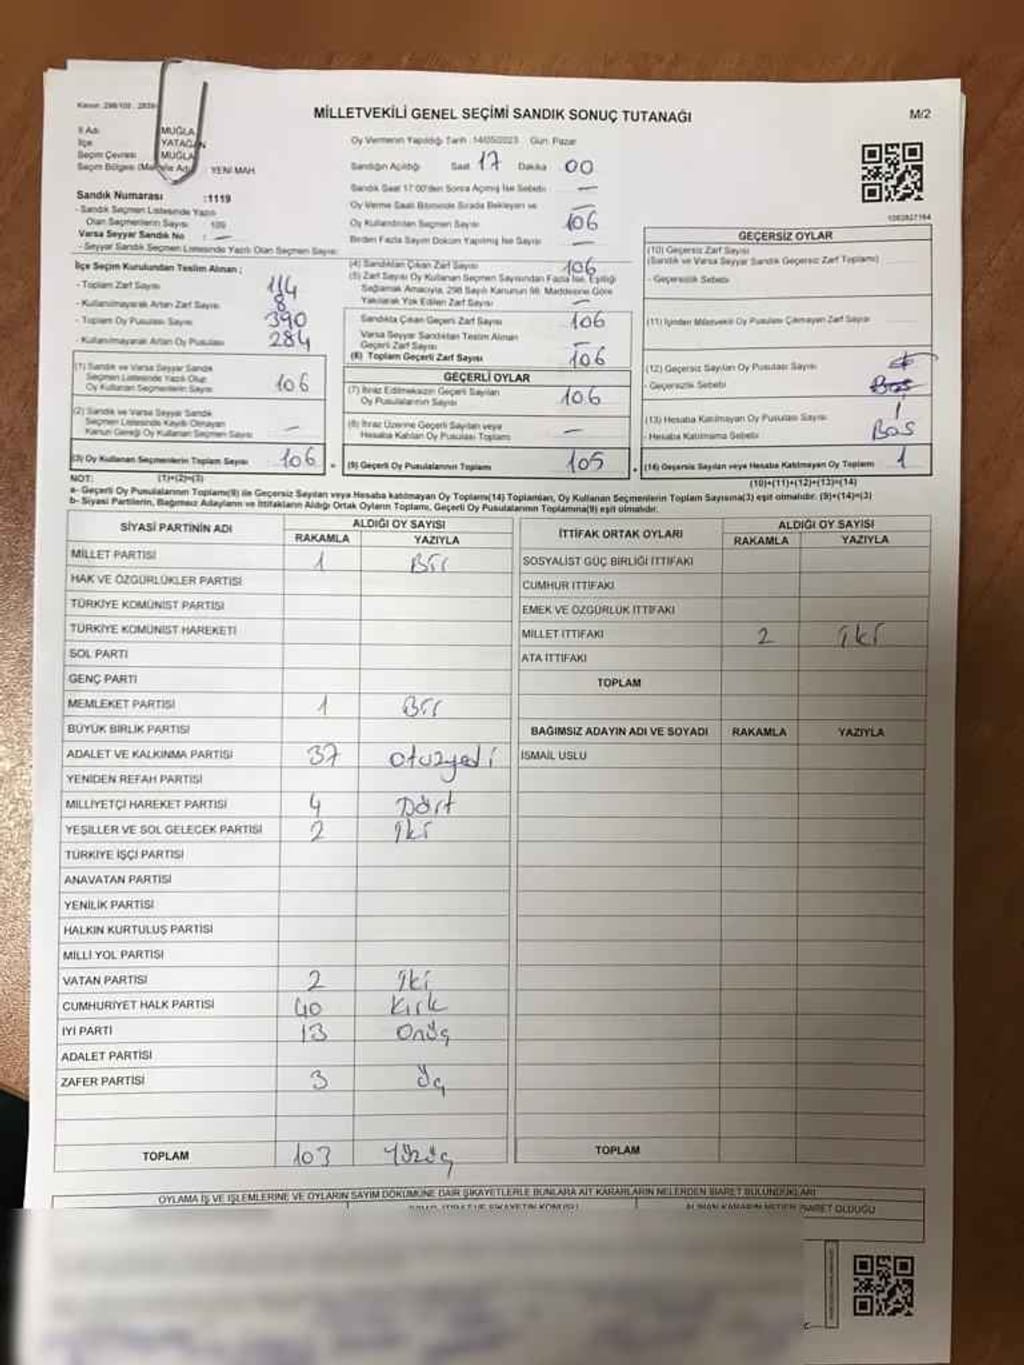 MİLLETVEKİLİ GENEL SEÇİMİ SANDIK SONUÇ TUTANAĞI
M/2
İl Adı MUĞLA
İlçe YATAĞAN
Seçim Çevresi MUĞLA
Seçim Bölgesi YENİ MAH
Sandık Numarası :1119
- Sandık Seçmen Listesinde Yazılı
Olan Seçmenlerin Sayısı : 109
Varsa Seyyar Sandık No : —
- Seyyar Sandık Seçmen Listesinde Yazılı Olan Seçmen Sayısı:
Oy Vermenin Yapıldığı Tarih : 14/05/2023 Gün: Pazar
Sandığın Açıldığı Saat 17 Dakika 00
Sandık Saat 17:00'den Sonra Açılmış İse Sebebi —
Oy Verme Saati Bitiminde Sırada Bekleyen ve —
Oy Kullandırılan Seçmen Sayısı 106
Birden Fazla Sayım Döküm Yapılmış İse Sayısı —
İlçe Seçim Kurulundan Teslim Alınan :
- Toplam Zarf Sayısı 114
- Kullanılmayarak Artan Zarf Sayısı 8
- Toplam Oy Pusulası Sayısı 390
- Kullanılmayarak Artan Oy Pusulası 284
(1) Sandık ve Varsa Seyyar Sandık
Seçmen Listesinde Yazılı Olup
Oy Kullanan Seçmenlerin Sayısı 106
(2) Sandık ve Varsa Seyyar Sandık
Seçmen Listesinde Kayıtlı Olmayan
Kanun Gereği Oy Kullanan Seçmen Sayısı —
(3) Oy Kullanan Seçmenlerin Toplam Sayısı 106
(1)+(2)=(3)
(4) Sandıktan Çıkan Zarf Sayısı 106
(5) Zarf Sayısı Oy Kullanan Seçmen Sayısından Fazla İse, Eşitliği
Sağlamak Amacıyla, 298 Sayılı Kanunun 98. Maddesine Göre
Yakılarak Yok Edilen Zarf Sayısı —
Sandıkta Çıkan Geçerli Zarf Sayısı 106
Varsa Seyyar Sandıktan Teslim Alınan
Geçerli Zarf Sayısı —
(6) Toplam Geçerli Zarf Sayısı 106
GEÇERLİ OYLAR
(7) İtiraz Edilmeksizin Geçerli Sayılan
Oy Pusulalarının Sayısı 106
(8) İtiraz Üzerine Geçerli Sayılan veya
Hesaba Katılan Oy Pusulası Toplamı —
(9) Geçerli Oy Pusulalarının Toplamı 105
1082827184
GEÇERSİZ OYLAR
(10) Geçersiz Zarf Sayısı
(Sandık ve Varsa Seyyar Sandık Geçersiz Zarf Toplamı)
- Geçersizlik Sebebi
(11) İçinden Milletvekili Oy Pusulası Çıkmayan Zarf Sayısı
(12) Geçersiz Sayılan Oy Pusulası Sayısı
- Geçersizlik Sebebi Boş
(13) Hesaba Katılmayan Oy Pusulası Sayısı 1
- Hesaba Katılmama Sebebi Boş
(14) Geçersiz Sayılan veya Hesaba Katılmayan Oy Toplamı 1
(10)+(11)+(12)+(13)=(14)
NOT:
a- Geçerli Oy Pusulalarının Toplamı(9) ile Geçersiz Sayılan veya Hesaba katılmayan Oy Toplamı(14) Toplamları, Oy Kullanan Seçmenlerin Toplam Sayısına(3) eşit olmalıdır. (9)+(14)=(3)
b- Siyasi Partilerin, Bağımsız Adayların ve İttifakların Aldığı Ortak Oyların Toplamı, Geçerli Oy Pusulalarının Toplamına(9) eşit olmalıdır.
SİYASİ PARTİNİN ADI ALDIĞI OY SAYISI
RAKAMLA YAZIYLA
MİLLET PARTİSİ 1 Bir
HAK VE ÖZGÜRLÜKLER PARTİSİ
TÜRKİYE KOMÜNİST PARTİSİ
TÜRKİYE KOMÜNİST HAREKETİ
SOL PARTİ
GENÇ PARTİ
MEMLEKET PARTİSİ 1 Bir
BÜYÜK BİRLİK PARTİSİ
ADALET VE KALKINMA PARTİSİ 37 otuzyedi
YENİDEN REFAH PARTİSİ
MİLLİYETÇİ HAREKET PARTİSİ 4 Dört
YEŞİLLER VE SOL GELECEK PARTİSİ 2 iki
TÜRKİYE İŞÇİ PARTİSİ
ANAVATAN PARTİSİ
YENİLİK PARTİSİ
HALKIN KURTULUŞ PARTİSİ
MİLLİ YOL PARTİSİ
VATAN PARTİSİ 2 iki
CUMHURİYET HALK PARTİSİ 40 Kırk
İYİ PARTİ 13 Onüç
ADALET PARTİSİ
ZAFER PARTİSİ 3 Üç
TOPLAM 103 Yüzüç
İTTİFAK ORTAK OYLARI ALDIĞI OY SAYISI
RAKAMLA YAZIYLA
SOSYALİST GÜÇ BİRLİĞİ İTTİFAKI
CUMHUR İTTİFAKI
EMEK VE ÖZGÜRLÜK İTTİFAKI
MİLLET İTTİFAKI 2 iki
ATA İTTİFAKI
TOPLAM
BAĞIMSIZ ADAYIN ADI VE SOYADI RAKAMLA YAZIYLA
İSMAİL USLU
TOPLAM
OYLAMA İŞ VE İŞLEMLERİNE VE OYLARIN SAYIM DÖKÜMÜNE DAİR ŞİKAYETLERLE BUNLARA AİT KARARLARIN NELERDEN İBARET BULUNDUKLARI